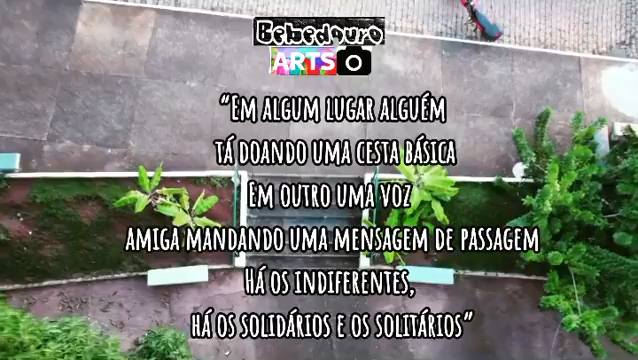 Bebedouro
ARTS
“EM ALGUM LUGAR ALGUÉM
TÁ DOANDO UMA CESTA BÁSICA
EM OUTRO UMA VOZ
AMIGA MANDANDO UMA MENSAGEM DE PASSAGEM
HÁ OS INDIFERENTES,
HÁ OS SOLIDÁRIOS E OS SOLITÁRIOS”